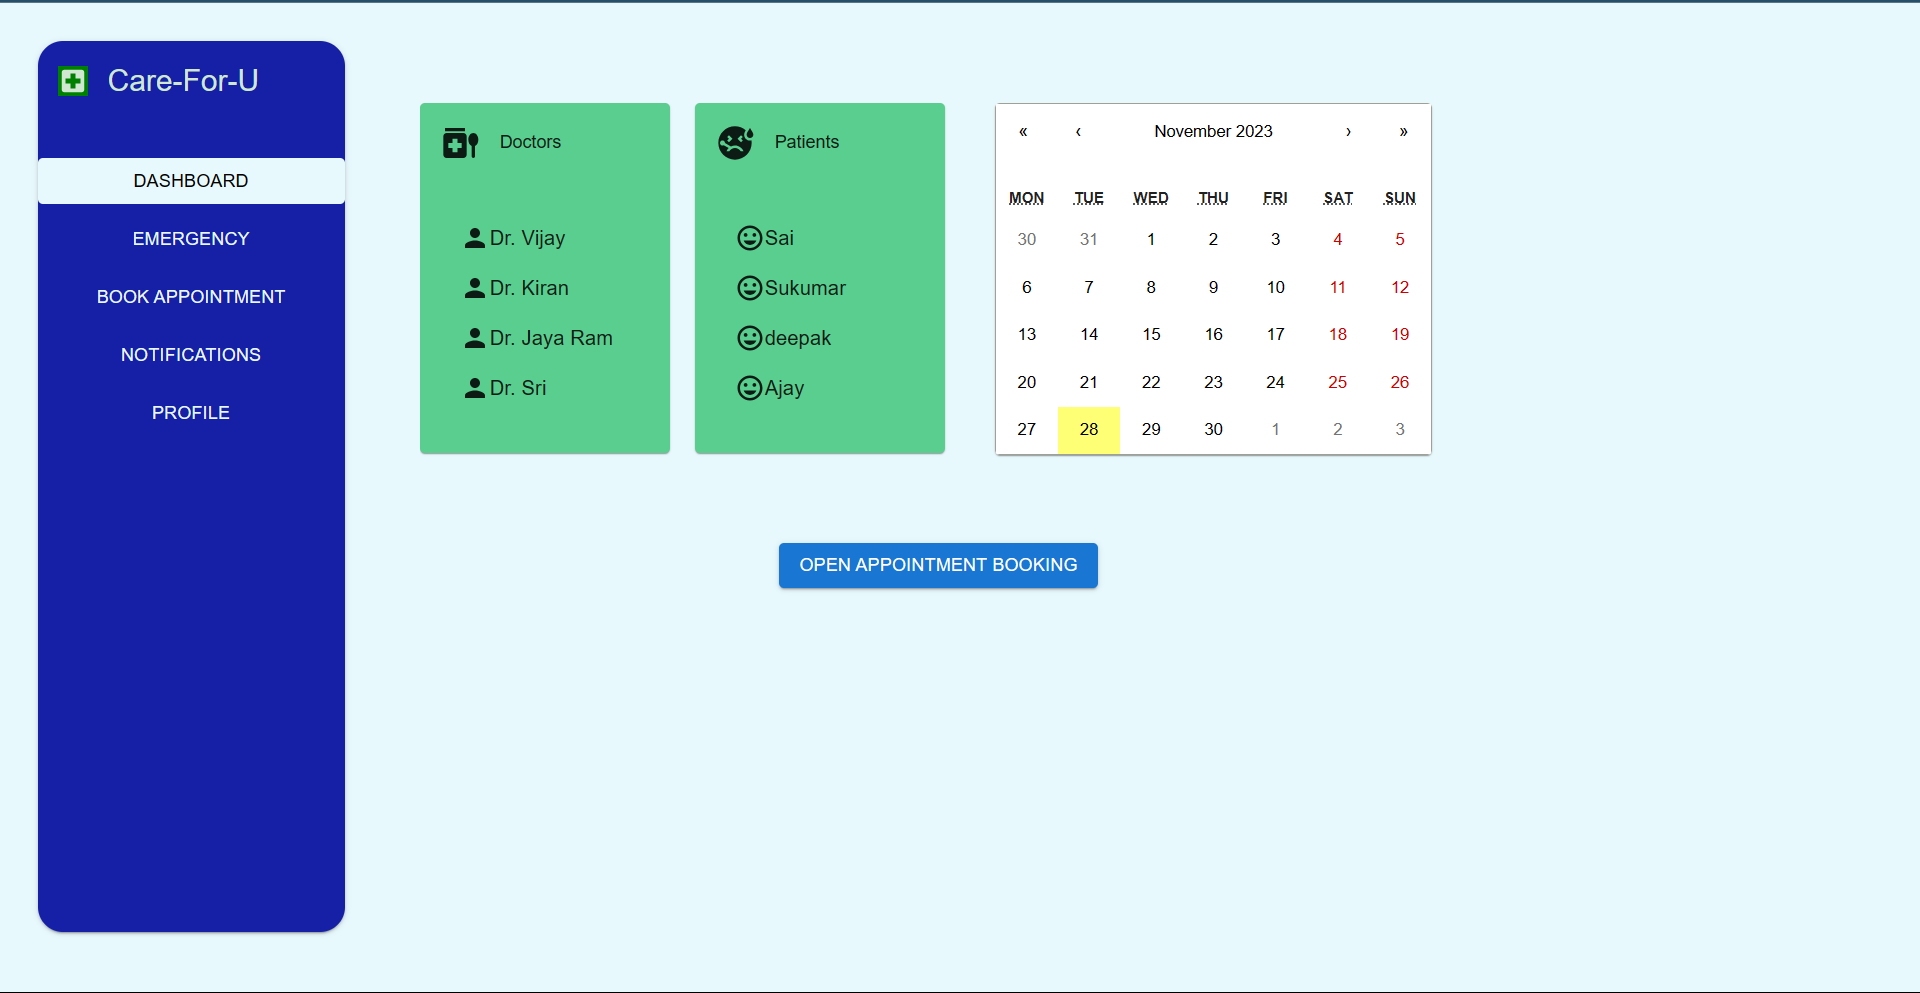 Care-For-U
DASHBOARD
EMERGENCY
BOOK APPOINTMENT
NOTIFICATIONS
PROFILE
Doctors
Dr. Vijay
Dr. Kiran
Dr. Jaya Ram
Dr. Sri
Patients
Sai
Sukumar
deepak
Ajay
« ‹ November 2023 › »
MON TUE WED THU FRI SAT SUN
30 31 1 2 3 4 5
6 7 8 9 10 11 12
13 14 15 16 17 18 19
20 21 22 23 24 25 26
27 28 29 30 1 2 3
OPEN APPOINTMENT BOOKING